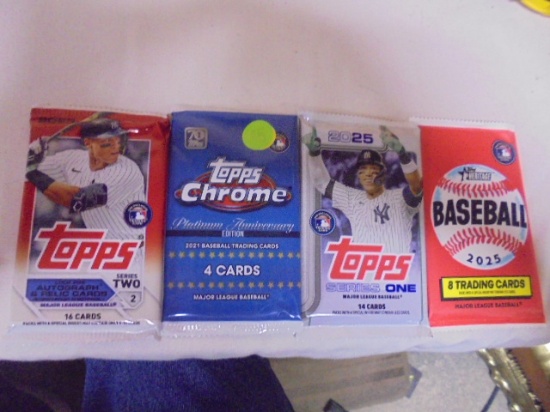 TOPPS
SERIES
TWO
2
AUTOGRAPH
& RELIC CARDS
MAJOR LEAGUE BASEBALL
16 CARDS
70
TOPPS
Chrome
Platinum Anniversary
EDITION
2021 BASEBALL TRADING CARDS
4 CARDS
MAJOR LEAGUE BASEBALL
2025
TOPPS
SERIES ONE
MAJOR LEAGUE BASEBALL
14 CARDS
Heritage
BASEBALL
2025
8 TRADING CARDS
MAJOR LEAGUE BASEBALL